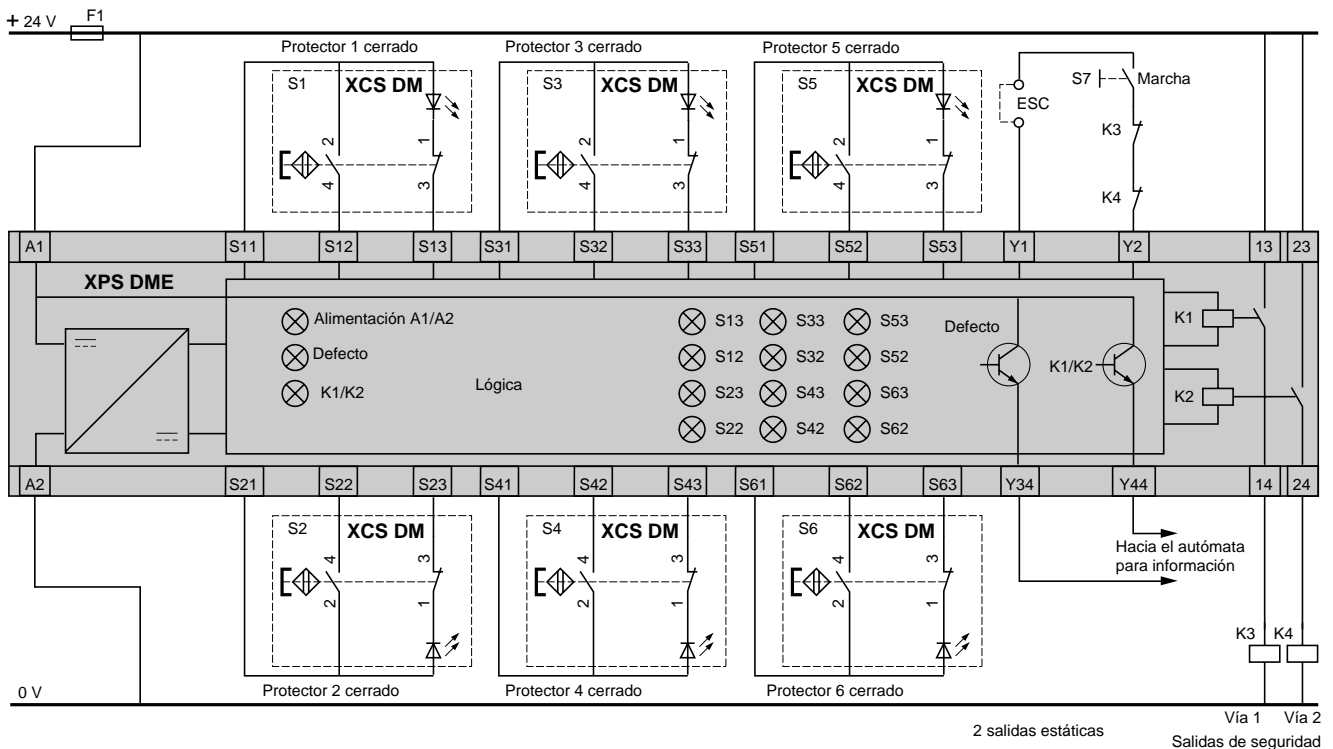 + 24 V
F1
Protector 1 cerrado
Protector 3 cerrado
Protector 5 cerrado
S1
XCS DM
S3
XCS DM
S5
XCS DM
ESC
S7
Marcha
K3
K4
2
1
4
3
2
1
4
3
2
1
4
3
A1
S11
S12
S13
S31
S32
S33
S51
S52
S53
Y1
Y2
13
23
XPS DME
Alimentación A1/A2
Defecto
K1/K2
Lógica
S13
S33
S53
S12
S32
S52
S23
S43
S63
S22
S42
S62
Defecto
K1/K2
K1
K2
A2
S21
S22
S23
S41
S42
S43
S61
S62
S63
Y34
Y44
14
24
S2
XCS DM
S4
XCS DM
S6
XCS DM
4
3
2
1
4
3
2
1
4
3
2
1
Hacia el autómata
para información
K3
K4
0 V
Protector 2 cerrado
Protector 4 cerrado
Protector 6 cerrado
2 salidas estáticas
Vía 1
Vía 2
Salidas de seguridad